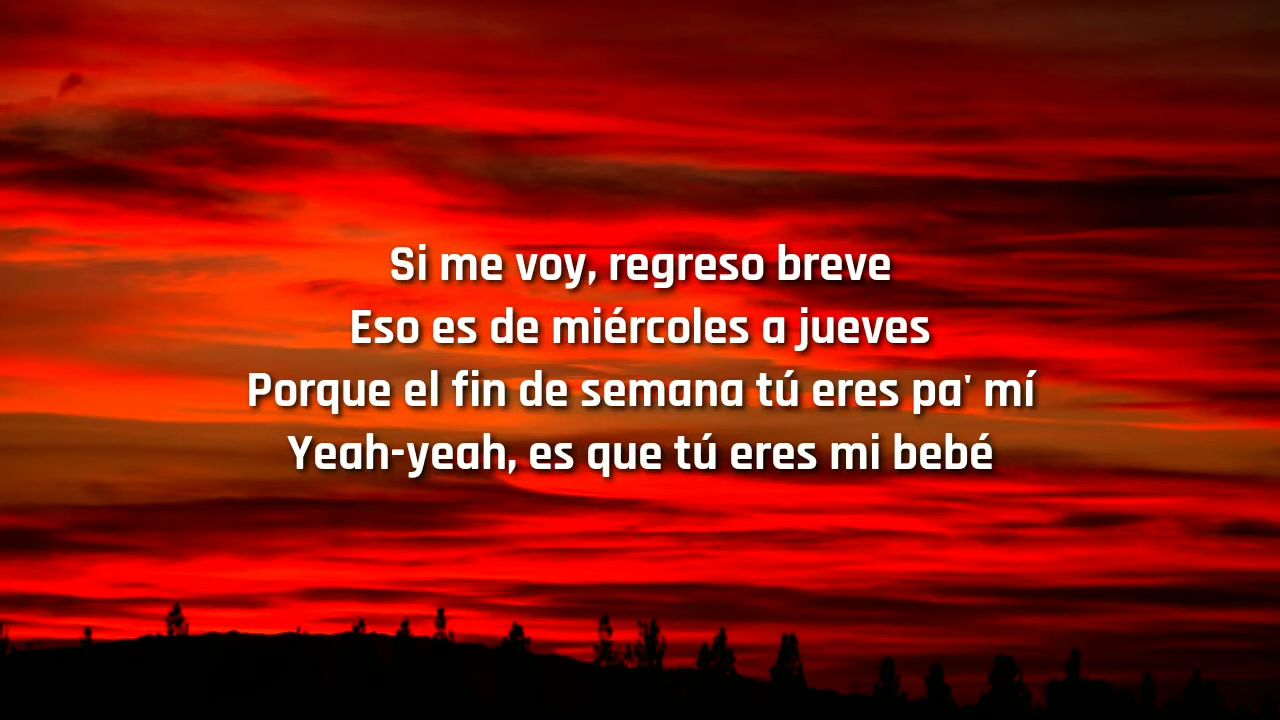 Si me voy, regreso breve
Eso es de miércoles a jueves
Porque el fin de semana tú eres pa' mí
Yeah-yeah, es que tú eres mi bebé